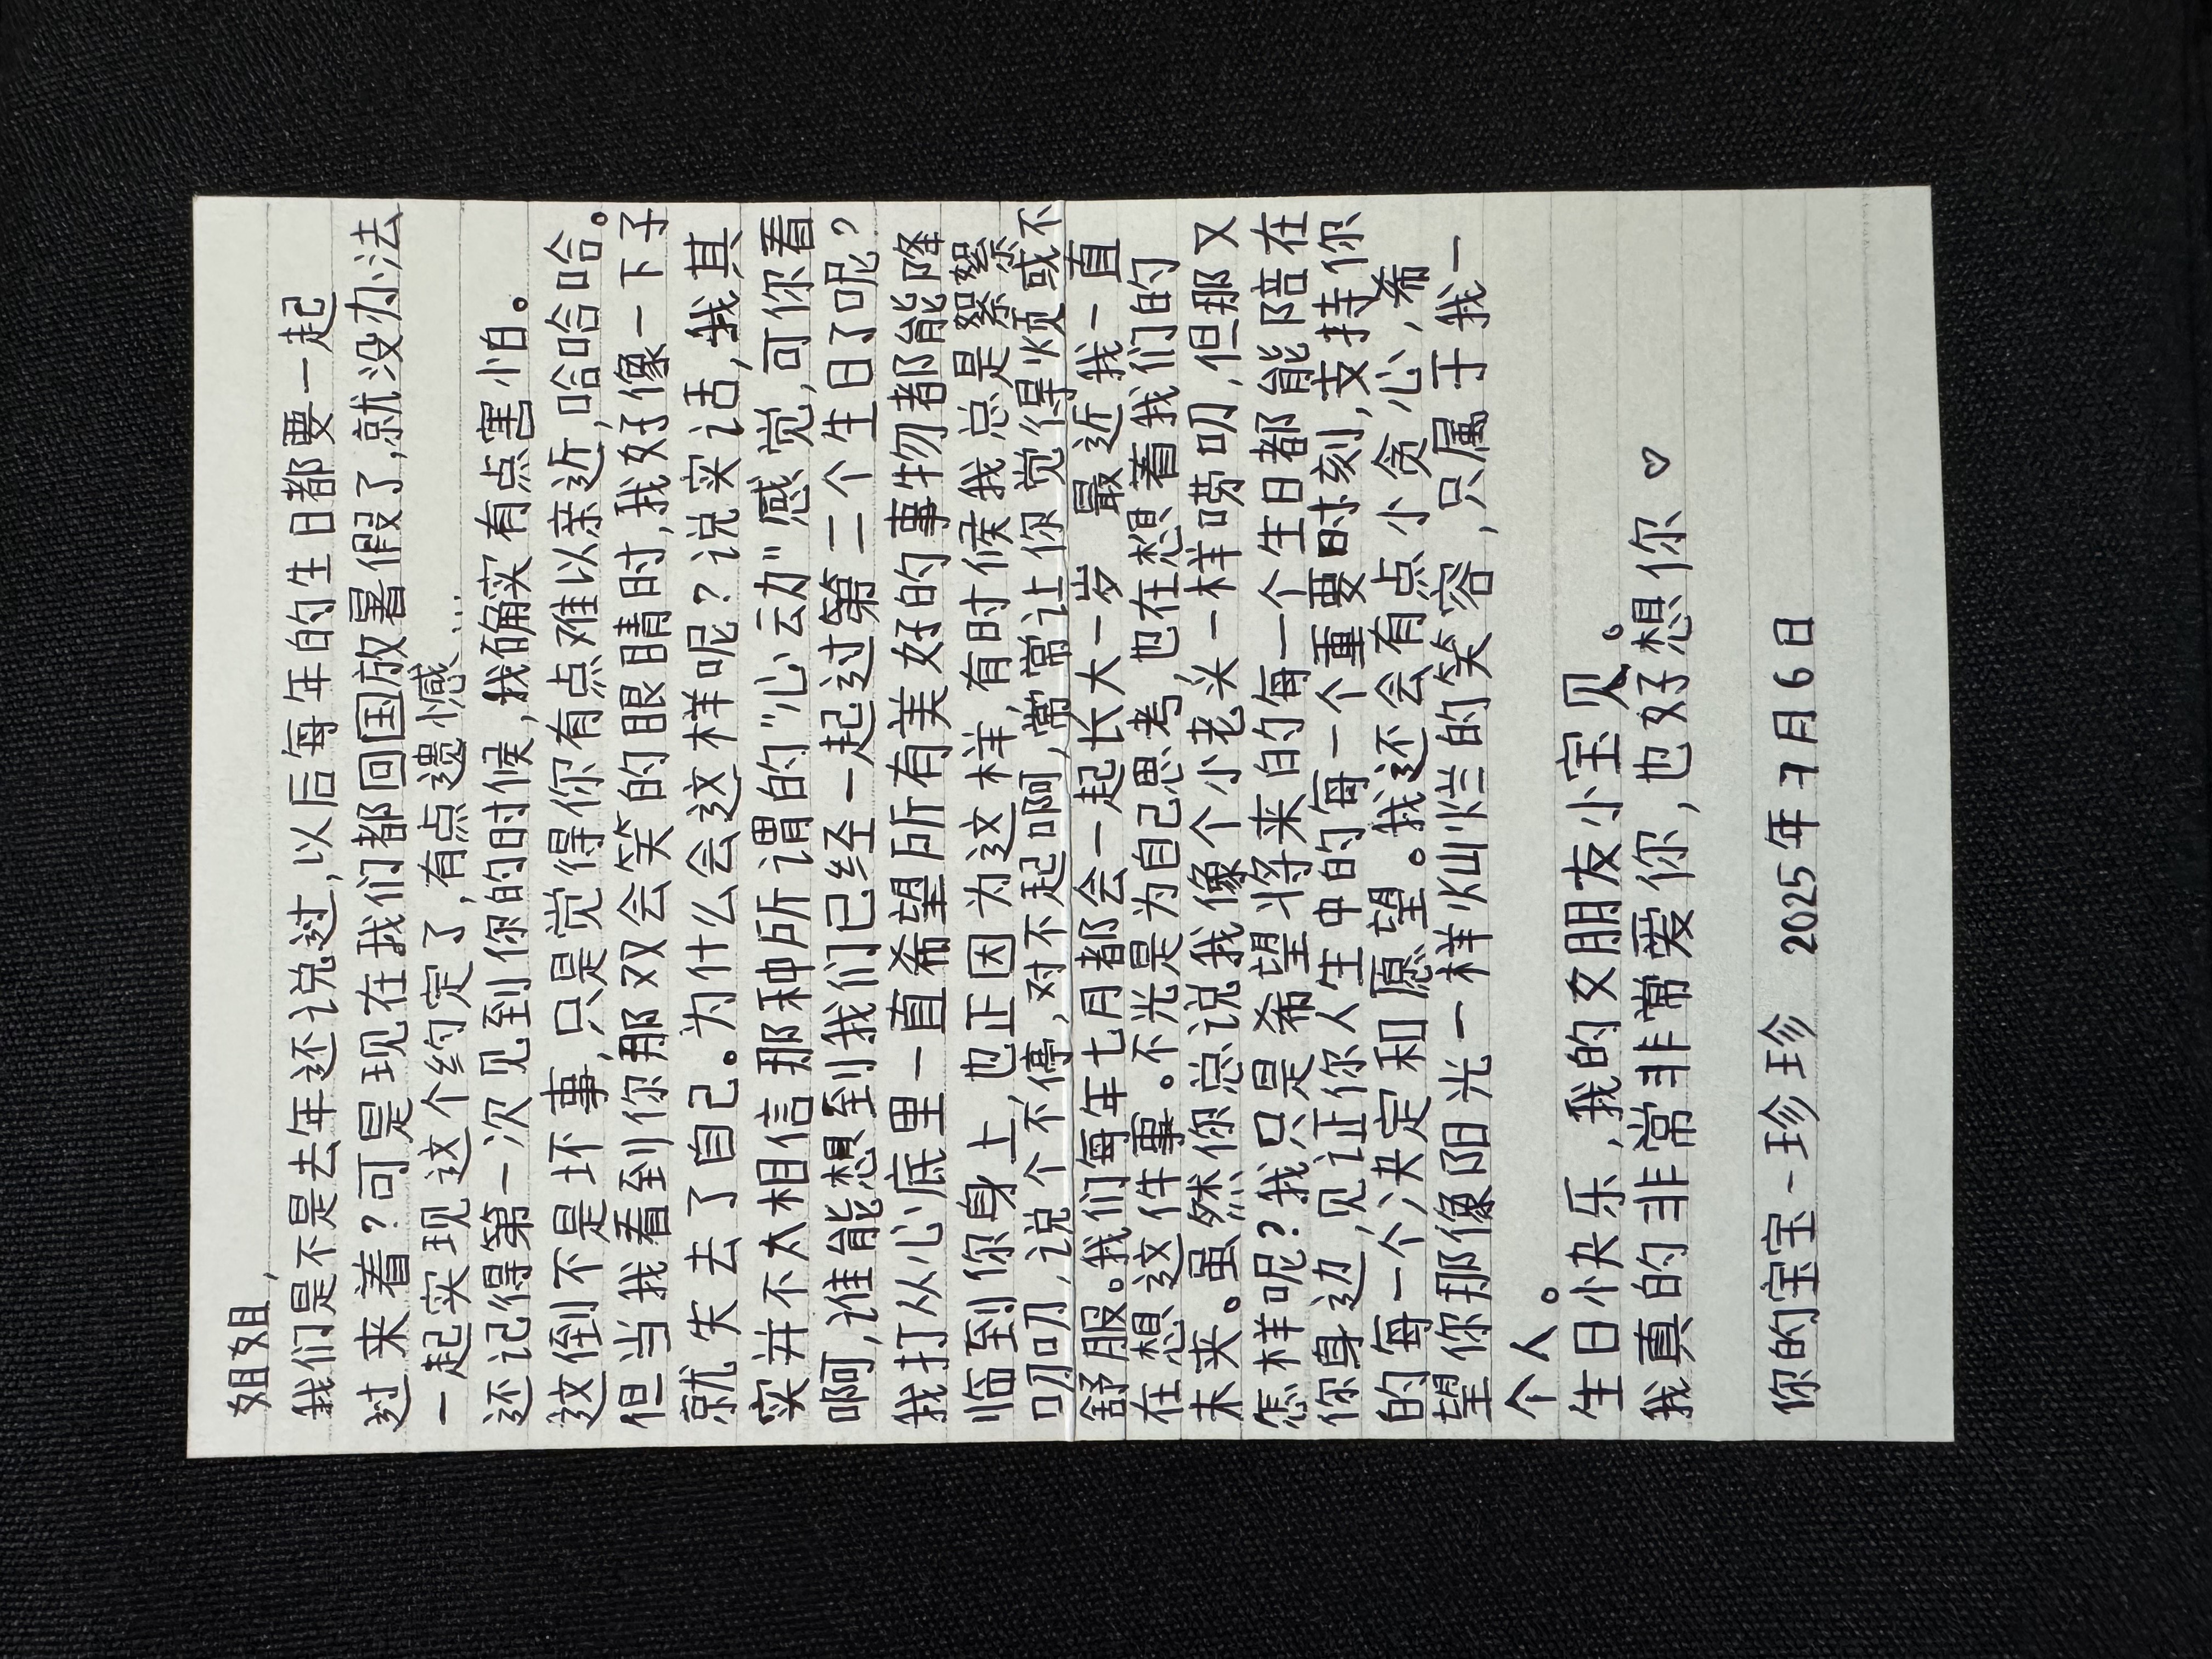 姐姐,
我们是不是去年还说过,以后每年的生日都要一起
过来着?可是现在我们都回国放暑假了,就没办法
一起实现这个约定了,有点遗憾...
还记得第一次见到你的时候,我确实有点害怕。
这倒不是坏事,只是觉得你有点难以亲近,哈哈哈。
但当我看到你那双会笑的眼睛时,我好像一下子
就失去了自己。为什么会这样呢?说实话,我其
实并不太相信那种所谓的"心动"感觉,可你看
啊,谁能想到我们已经一起过第二个生日了呢?
我打从心底里一直希望所有美好的事物都能降
临到你身上,也正因为这样,有时候我总是絮絮
叨叨,说个不停,对不起啊,常常让你觉得烦或不
舒服。我们每年七月都会一起长大一岁 最近我一直
在想这件事。不光是为自己思考,也在想着我们的
未来。虽然你总说我像个小老头一样唠叨,但那又
怎样呢?我只是希望将来的每一个生日都能陪在
你身边,见证你人生中的每一个重要时刻,支持你
的每一个决定和愿望。我还会有点小贪心,希
望你那像阳光一样灿烂的笑容,只属于我一
个人。
生日快乐,我的女朋友小宝贝。
我真的非常非常爱你,也好想你 ♡
你的宝宝-珍珍 2025年7月6日